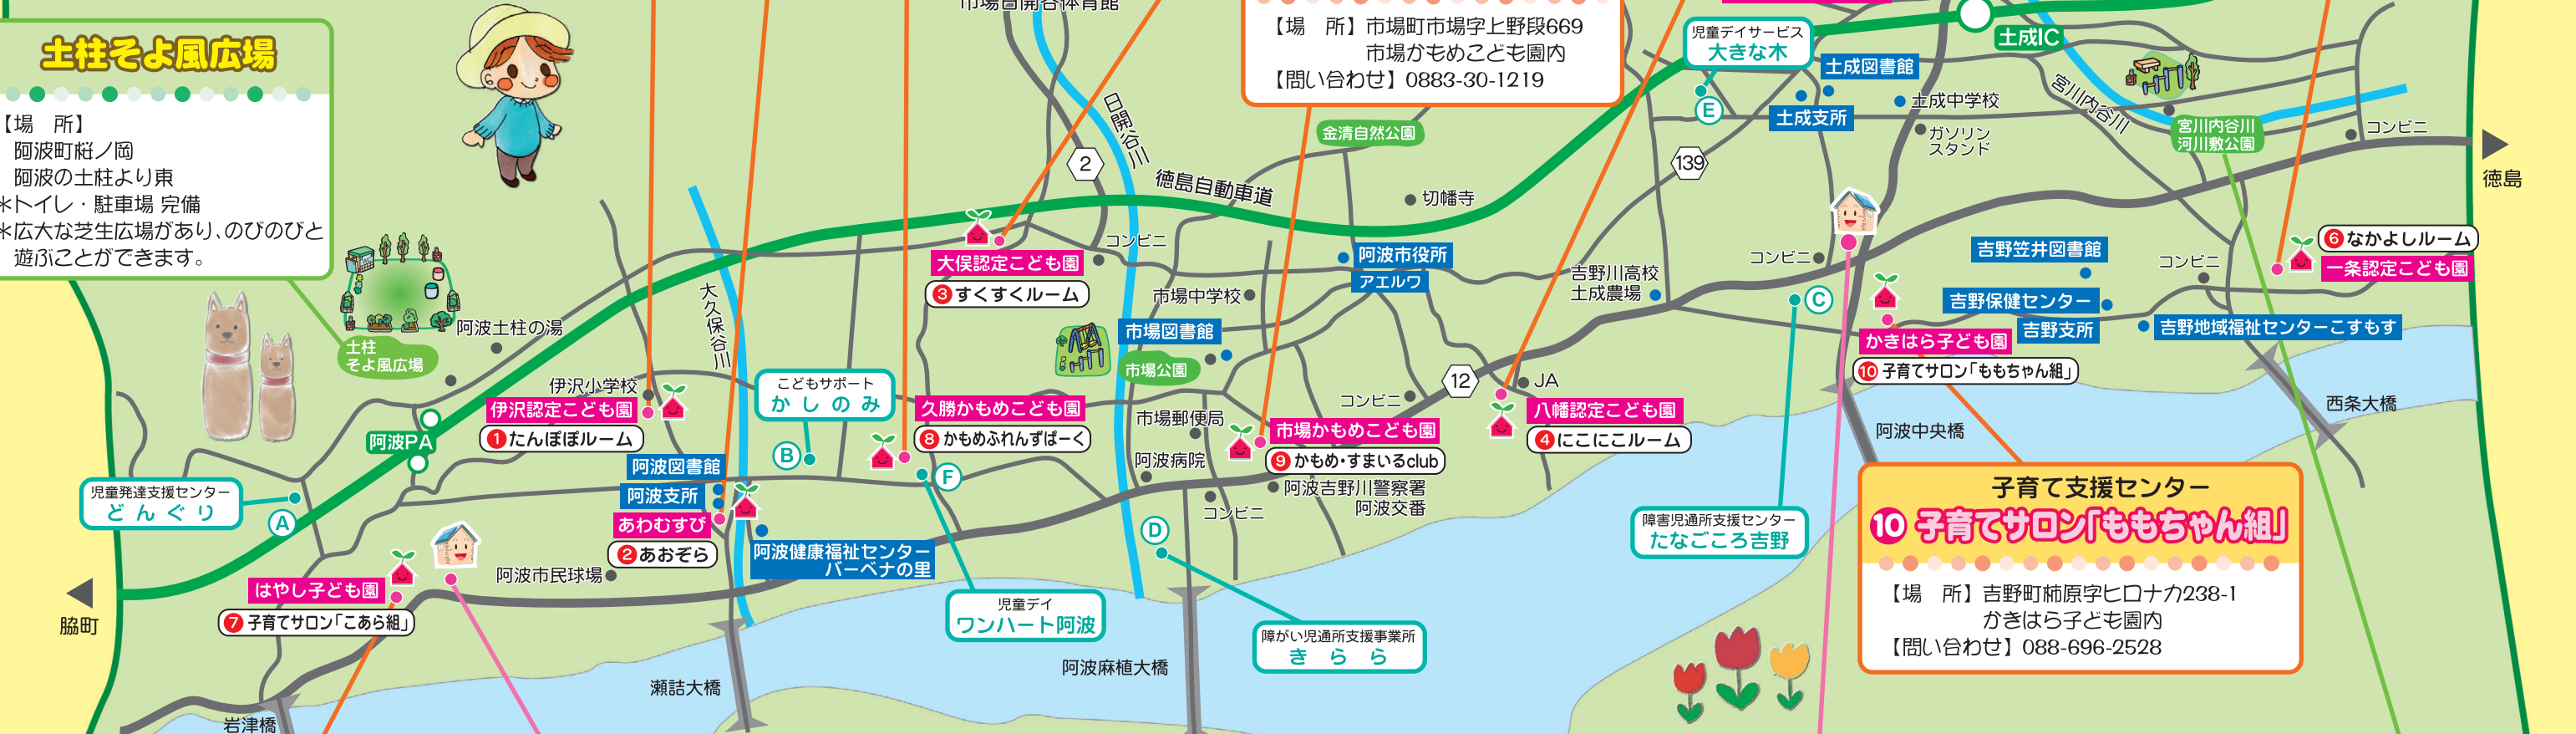 市場日開谷体育館
土柱そよ風広場
【場　所】
阿波町桜ノ岡
阿波の土柱より東
＊トイレ・駐車場 完備
＊広大な芝生広場があり、のびのびと
遊ぶことができます。
【場　所】市場町市場字上野段669
市場かもめこども園内
【問い合わせ】0883-30-1219
児童デイサービス
大きな木
E
土成IC
土成図書館
土成支所
土成中学校
ガソリン
スタンド
宮川内谷川
宮川内谷川
河川敷公園
コンビニ
徳島
日開谷川
2
徳島自動車道
金清自然公園
切幡寺
139
大俣認定こども園
3 すくすくルーム
コンビニ
市場中学校
阿波市役所
アエルワ
吉野川高校
土成農場
コンビニ
C
吉野笠井図書館
吉野保健センター
吉野支所
コンビニ
6 なかよしルーム
一条認定こども園
吉野地域福祉センターこすもす
かきはら子ども園
10 子育てサロン「ももちゃん組」
阿波土柱の湯
土柱
そよ風広場
大久保谷川
市場図書館
市場公園
伊沢小学校
伊沢認定こども園
1 たんぽぽルーム
こどもサポート
かしのみ
B
久勝かもめこども園
8 かもめふれんずぱーく
F
市場郵便局
市場かもめこども園
9 かもめ・すまいるclub
コンビニ
12
JA
八幡認定こども園
4 にこにこルーム
阿波中央橋
西条大橋
阿波PA
阿波図書館
阿波支所
あわむすび
2 あおぞら
阿波健康福祉センター
バーベナの里
阿波病院
コンビニ
阿波吉野川警察署
阿波交番
児童発達支援センター
どんぐり
A
はやし子ども園
7 子育てサロン「こあら組」
阿波市民球場
脇町
児童デイ
ワンハート阿波
D
障がい児通所支援事業所
きらら
障害児通所支援センター
たなごころ吉野
子育て支援センター
10 子育てサロン「ももちゃん組」
【場　所】吉野町柿原字ヒロナカ238-1
かきはら子ども園内
【問い合わせ】088-696-2528
阿波麻植大橋
瀬詰大橋
岩津橋